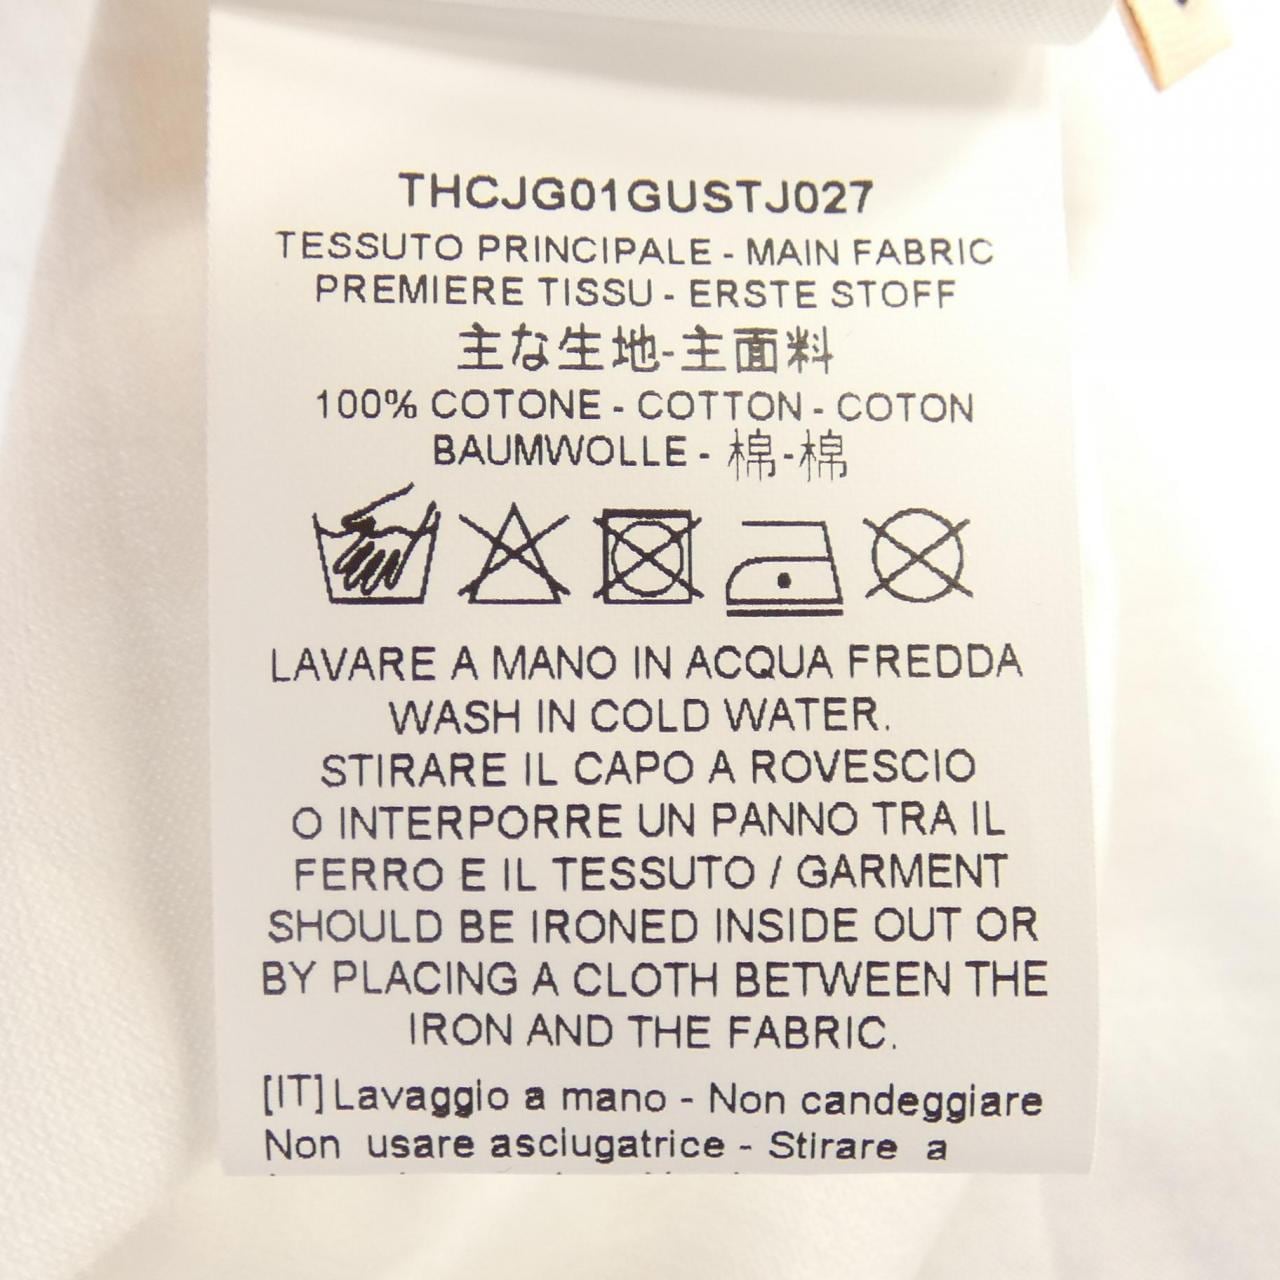 THCJG01GUSTJ027
TESSUTO PRINCIPALE - MAIN FABRIC
PREMIERE TISSU - ERSTE STOFF
主な生地-主面料
100% COTONE - COTTON - COTON
BAUMWOLLE - 棉-棉
LAVARE A MANO IN ACQUA FREDDA
WASH IN COLD WATER.
STIRARE IL CAPO A ROVESCIO
O INTERPORRE UN PANNO TRA IL
FERRO E IL TESSUTO / GARMENT
SHOULD BE IRONED INSIDE OUT OR
BY PLACING A CLOTH BETWEEN THE
IRON AND THE FABRIC.
[IT] Lavaggio a mano - Non candeggiare
Non usare asciugatrice - Stirare a